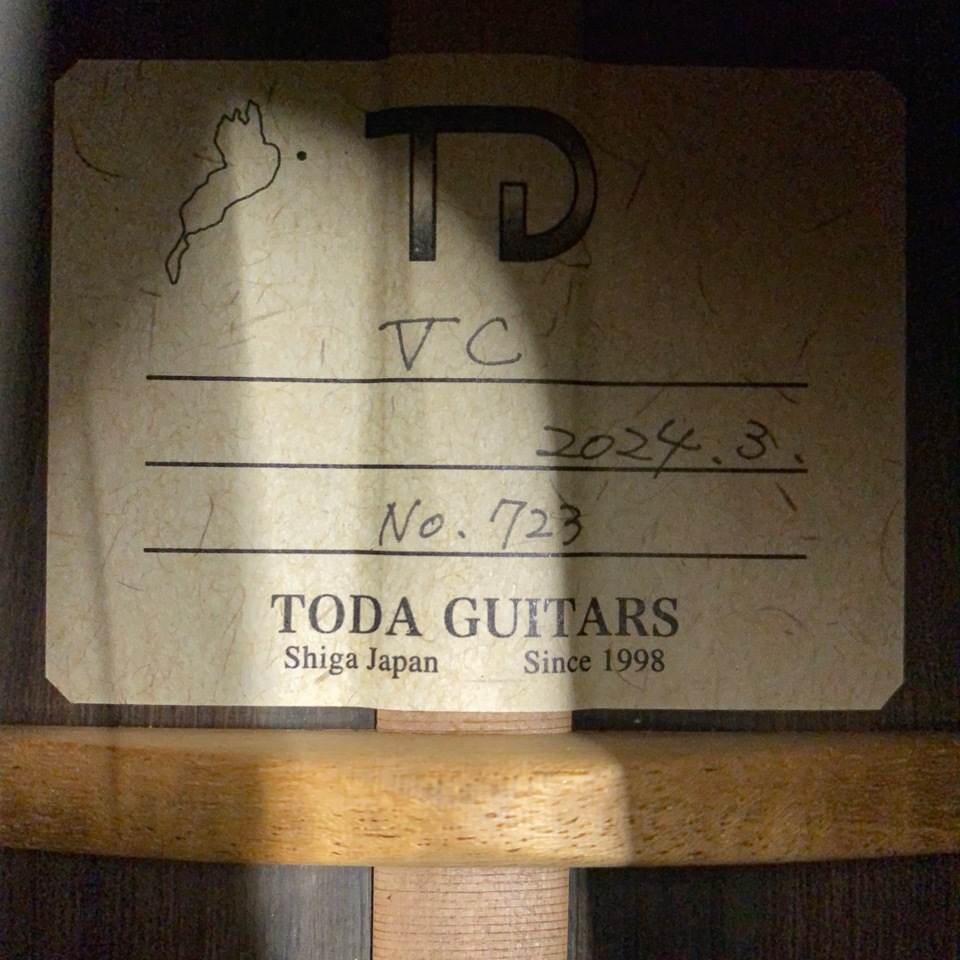 TD
VC
2024.3.
No. 723
TODA GUITARS
Shiga Japan Since 1998